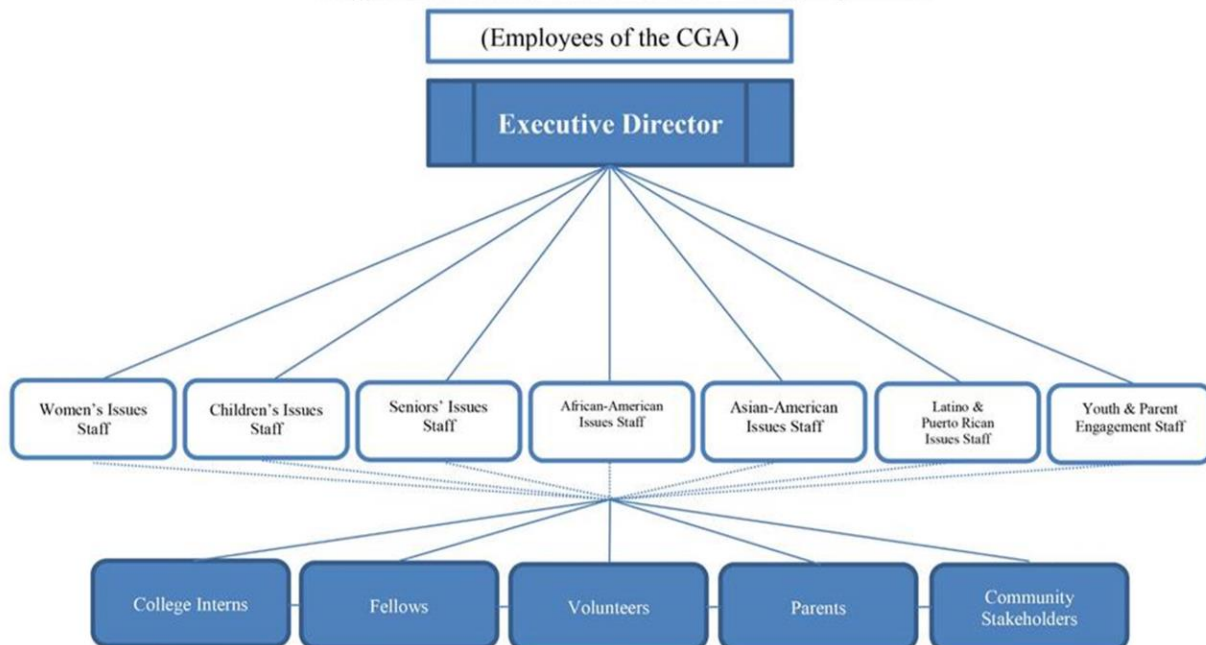 (Employees of the CGA)
Executive Director
Women's Issues
Staff
Children's Issues
Staff
Seniors' Issues
Staff
African-American
Issues Staff
Asian-American
Issues Staff
Latino &
Puerto Rican
Issues Staff
Youth & Parent
Engagement Staff
College Interns
Fellows
Volunteers
Parents
Community
Stakeholders